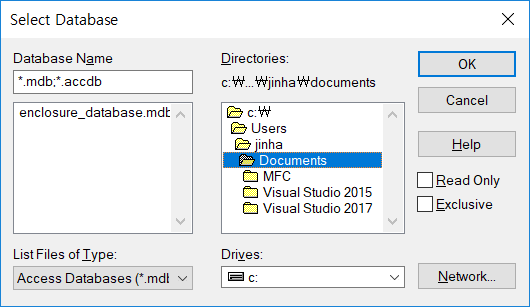 Select Database
Database Name
*.mdb;*.accdb
enclosure_database.mdb
List Files of Type:
Access Databases (*.mdb
Directories:
c:₩...₩jinha₩documents
c:₩
Users
jinha
Documents
MFC
Visual Studio 2015
Visual Studio 2017
Drives:
c:
OK
Cancel
Help
Read Only
Exclusive
Network...